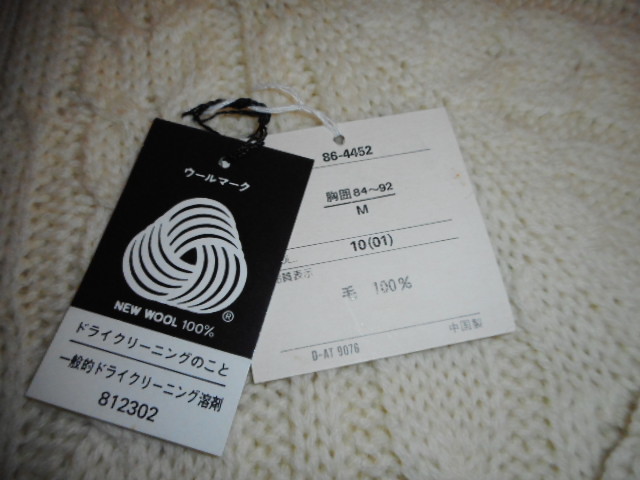 ウールマーク
NEW WOOL 100%
®
ドライクリーニングのこと
一般的ドライクリーニング溶剤
812302
86-4452
胸囲84~92
M
10(01)
表示
毛 100%
D-AT 9076
中国製